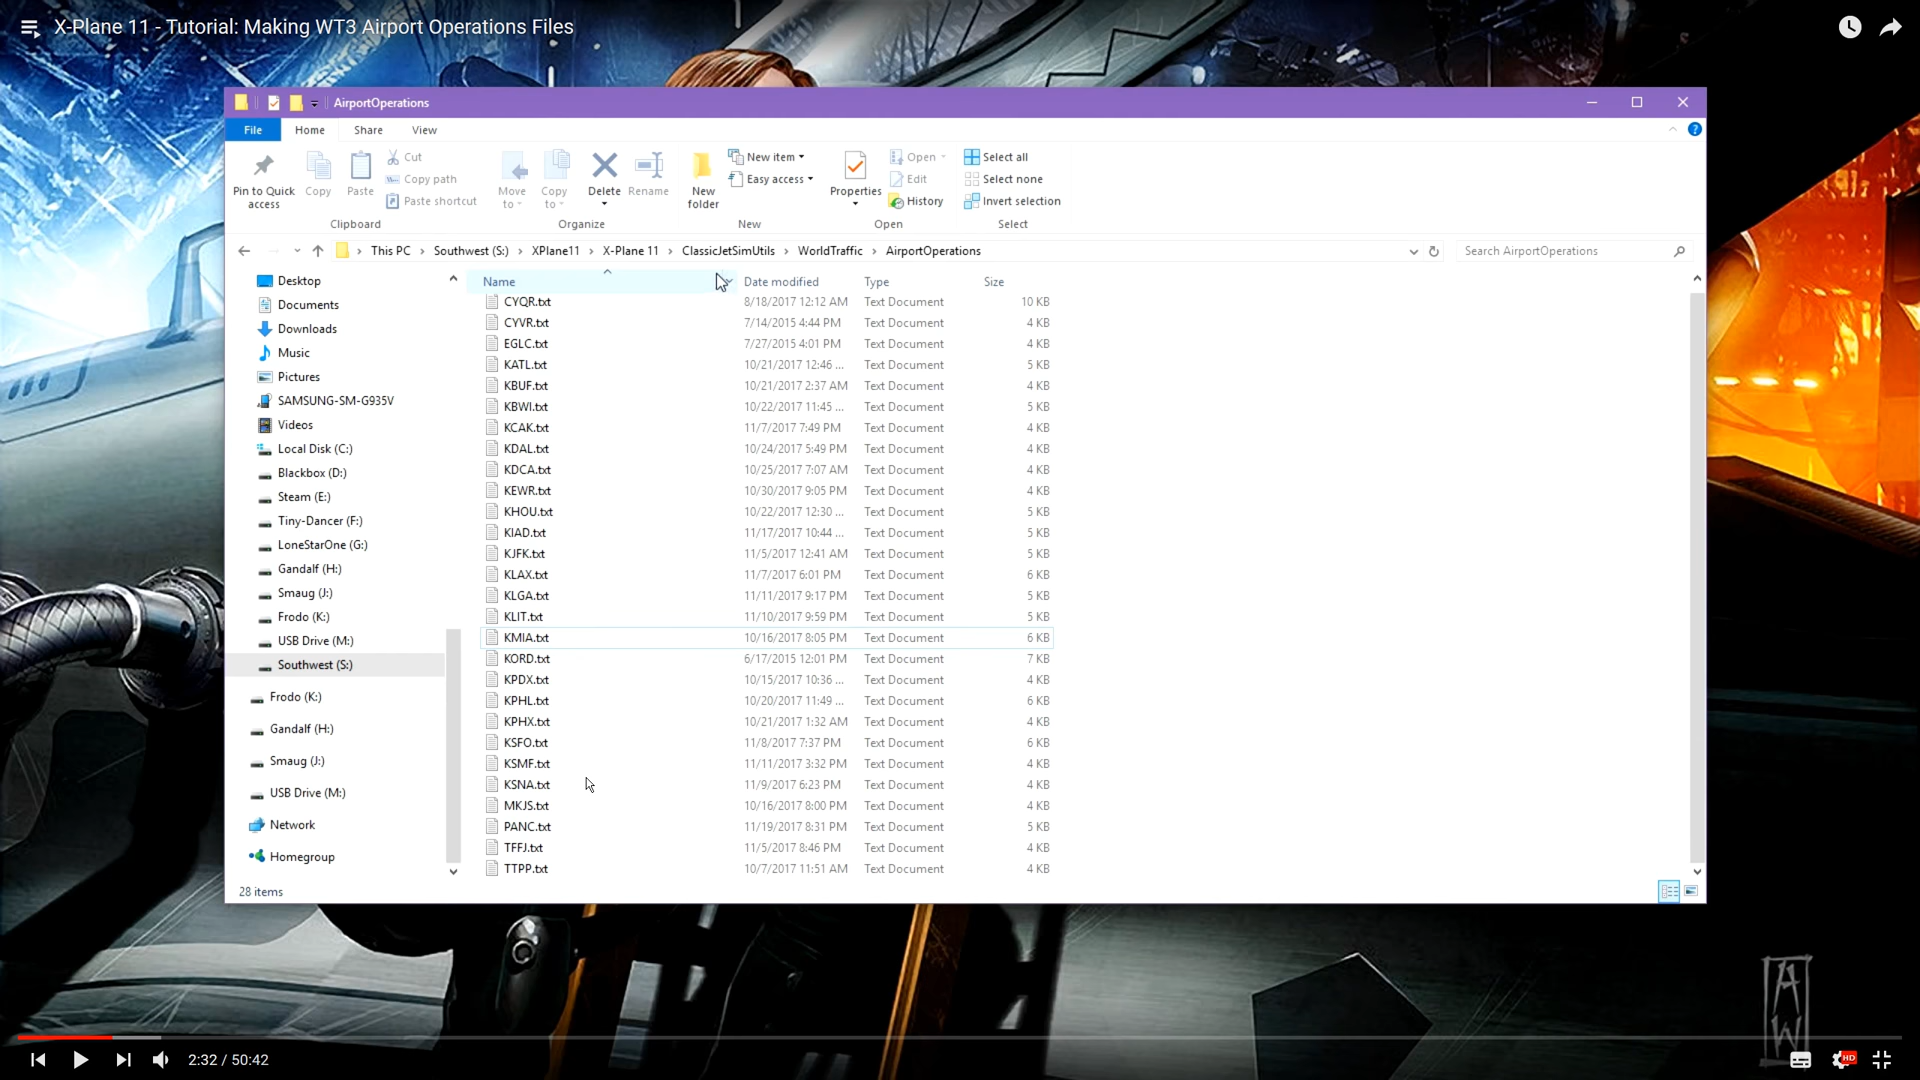 X-Plane 11 - Tutorial: Making WT3 Airport Operations Files
AirportOperations
File Home Share View
Pin to Quick access
Copy
Paste
Cut
Copy path
Paste shortcut
Clipboard
Move to
Copy to
Delete
Rename
Organize
New folder
New item
Easy access
New
Properties
Open
Edit
History
Open
Select all
Select none
Invert selection
Select
This PC > Southwest (S:) > XPlane11 > X-Plane 11 > ClassicJetSimUtils > WorldTraffic > AirportOperations
Search AirportOperations
Desktop
Documents
Downloads
Music
Pictures
SAMSUNG-SM-G935V
Videos
Local Disk (C:)
Blackbox (D:)
Steam (E:)
Tiny-Dancer (F:)
LoneStarOne (G:)
Gandalf (H:)
Smaug (J:)
Frodo (K:)
USB Drive (M:)
Southwest (S:)
Frodo (K:)
Gandalf (H:)
Smaug (J:)
USB Drive (M:)
Network
Homegroup
Name Date modified Type Size
CYQR.txt 8/18/2017 12:12 AM Text Document 10 KB
CYVR.txt 7/14/2015 4:44 PM Text Document 4 KB
EGLC.txt 7/27/2015 4:01 PM Text Document 4 KB
KATL.txt 10/21/2017 12:46 ... Text Document 5 KB
KBUF.txt 10/21/2017 2:37 AM Text Document 4 KB
KBWI.txt 10/22/2017 11:45 ... Text Document 5 KB
KCAK.txt 11/7/2017 7:49 PM Text Document 4 KB
KDAL.txt 10/24/2017 5:49 PM Text Document 4 KB
KDCA.txt 10/25/2017 7:07 AM Text Document 4 KB
KEWR.txt 10/30/2017 9:05 PM Text Document 4 KB
KHOU.txt 10/22/2017 12:30 ... Text Document 5 KB
KIAD.txt 11/17/2017 10:44 ... Text Document 5 KB
KJFK.txt 11/5/2017 12:41 AM Text Document 5 KB
KLAX.txt 11/7/2017 6:01 PM Text Document 6 KB
KLGA.txt 11/11/2017 9:17 PM Text Document 5 KB
KLIT.txt 11/10/2017 9:59 PM Text Document 5 KB
KMIA.txt 10/16/2017 8:05 PM Text Document 6 KB
KORD.txt 6/17/2015 12:01 PM Text Document 7 KB
KPDX.txt 10/15/2017 10:36 ... Text Document 4 KB
KPHL.txt 10/20/2017 11:49 ... Text Document 6 KB
KPHX.txt 10/21/2017 1:32 AM Text Document 4 KB
KSFO.txt 11/8/2017 7:37 PM Text Document 6 KB
KSMF.txt 11/11/2017 3:32 PM Text Document 4 KB
KSNA.txt 11/9/2017 6:23 PM Text Document 4 KB
MKJS.txt 10/16/2017 8:00 PM Text Document 4 KB
PANC.txt 11/19/2017 8:31 PM Text Document 5 KB
TFFJ.txt 11/5/2017 8:46 PM Text Document 4 KB
TTPP.txt 10/7/2017 11:51 AM Text Document 4 KB
28 items
AW
2:32 / 50:42
HD